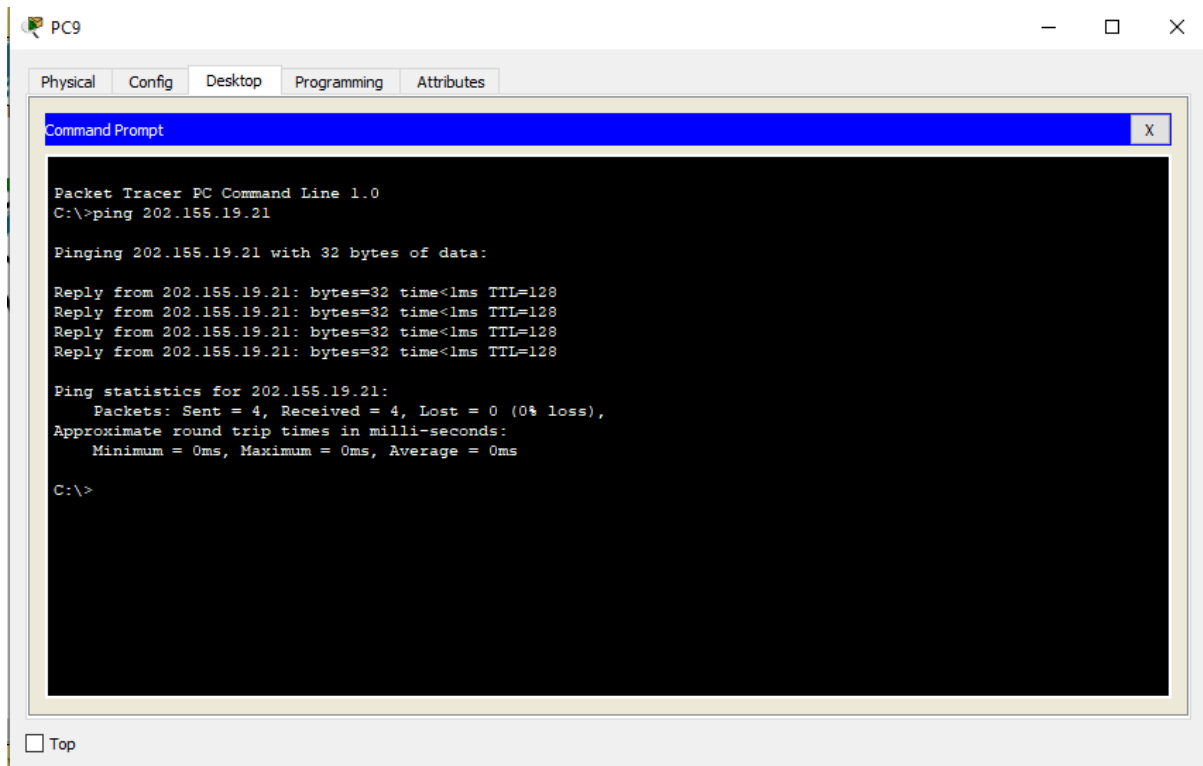 PC9
Physical Config Desktop Programming Attributes
Command Prompt X
Packet Tracer PC Command Line 1.0
C:\>ping 202.155.19.21
Pinging 202.155.19.21 with 32 bytes of data:
Reply from 202.155.19.21: bytes=32 time<1ms TTL=128
Reply from 202.155.19.21: bytes=32 time<1ms TTL=128
Reply from 202.155.19.21: bytes=32 time<1ms TTL=128
Reply from 202.155.19.21: bytes=32 time<1ms TTL=128
Ping statistics for 202.155.19.21:
Packets: Sent = 4, Received = 4, Lost = 0 (0% loss),
Approximate round trip times in milli-seconds:
Minimum = 0ms, Maximum = 0ms, Average = 0ms
C:\>
Top